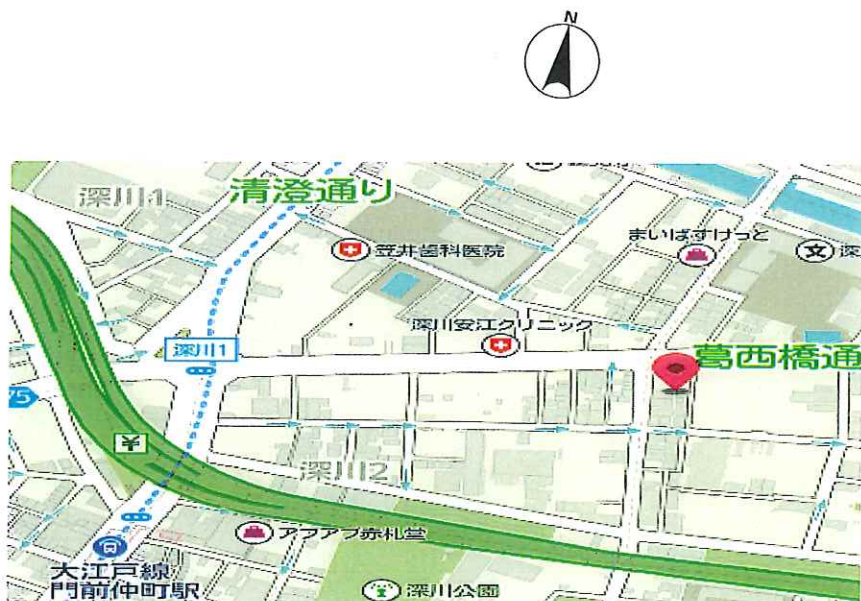 N
深川1
清澄通り
笠井歯科医院
まいばすけっと
文
深
深川安江クリニック
深川1
葛西橋通
75
¥
深川2
アブアブ赤札堂
大江戸線
門前仲町駅
深川公園